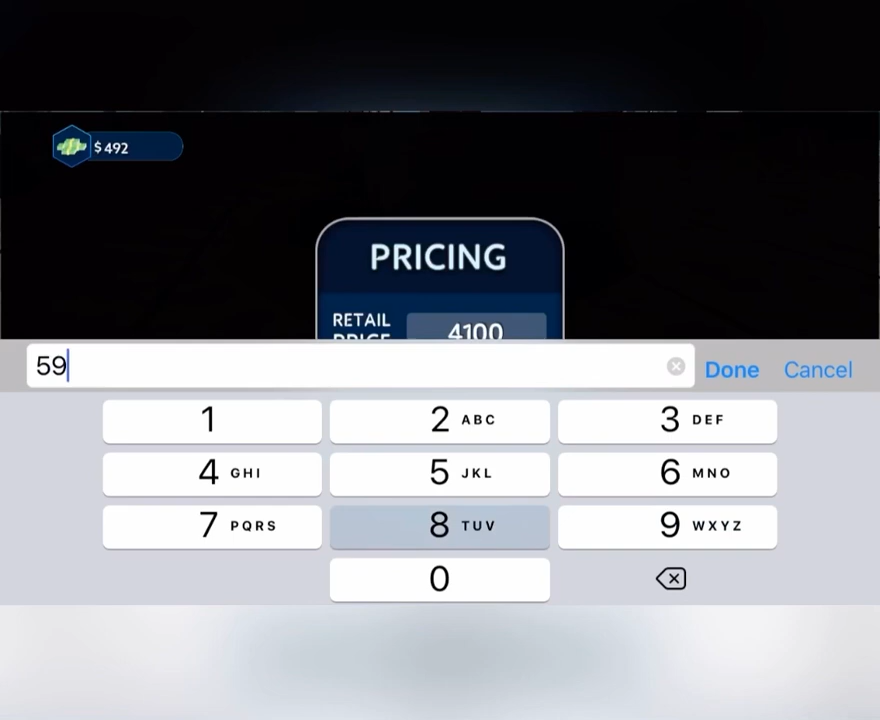 $ 492
PRICING
RETAIL
PRICE
4100
59
Done
Cancel
1
2 ABC
3 DEF
4 GHI
5 JKL
6 MNO
7 PQRS
8 TUV
9 WXYZ
0